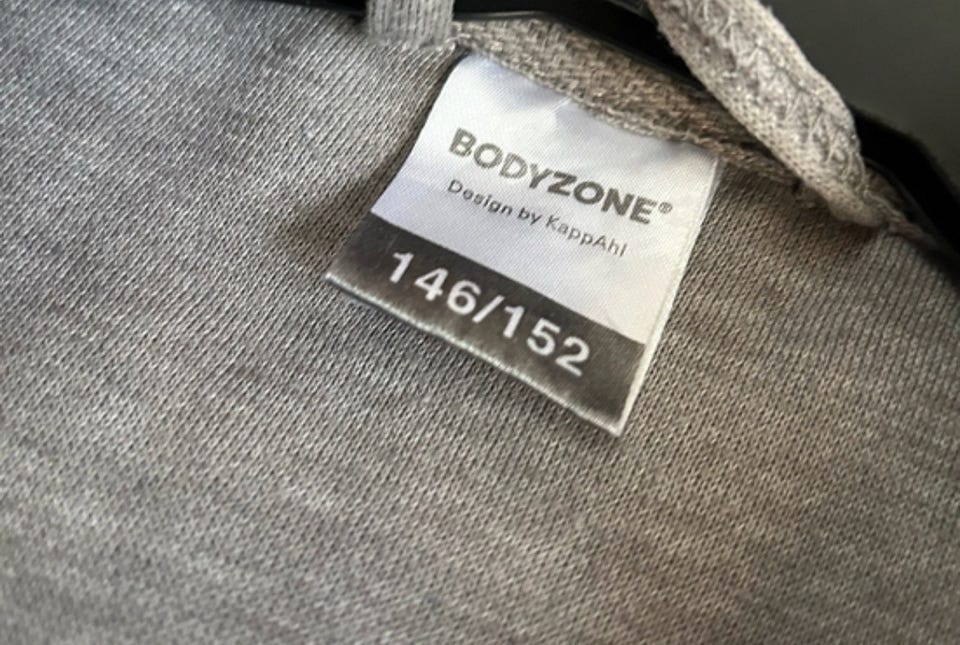 BODYZONE®
Design by KappAhl
146/152